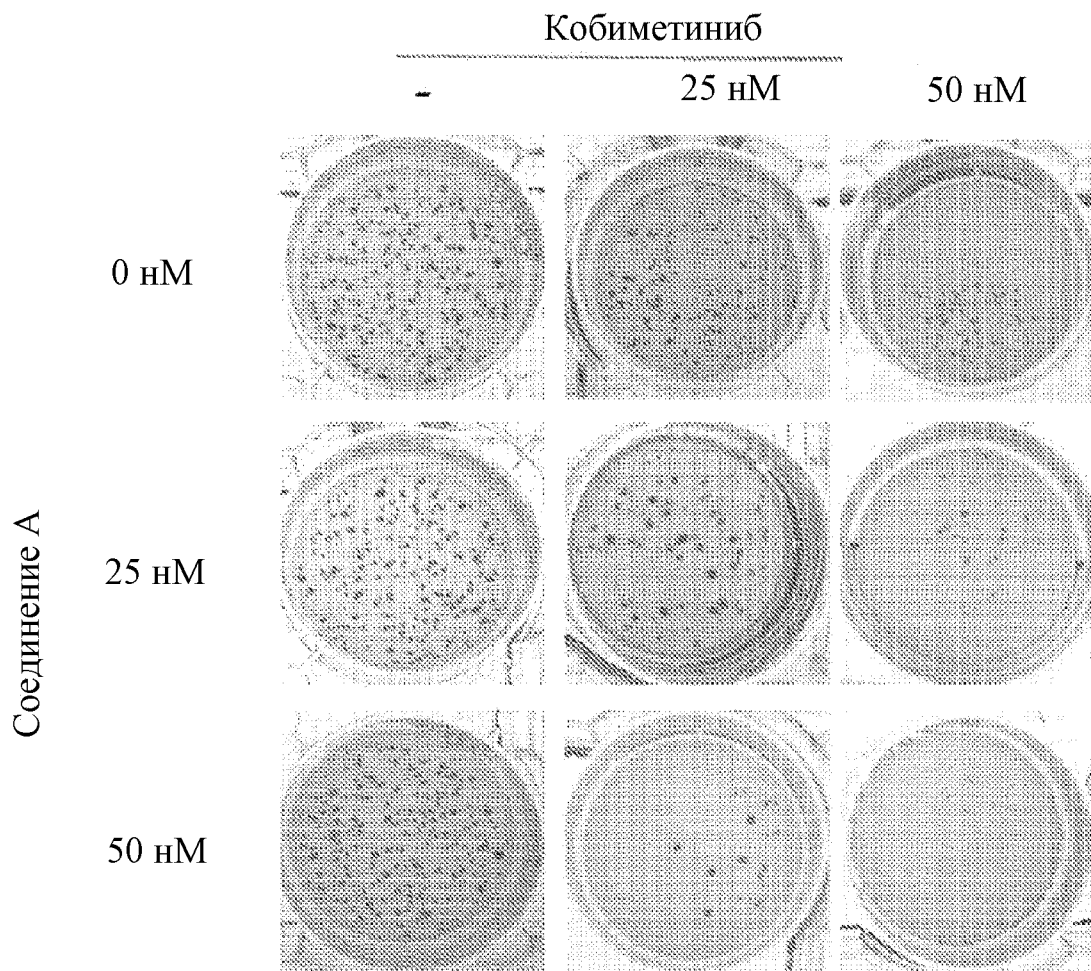 Кобиметиниб
- 25 нМ 50 нМ
0 нМ
Соединение А
25 нМ
50 нМ